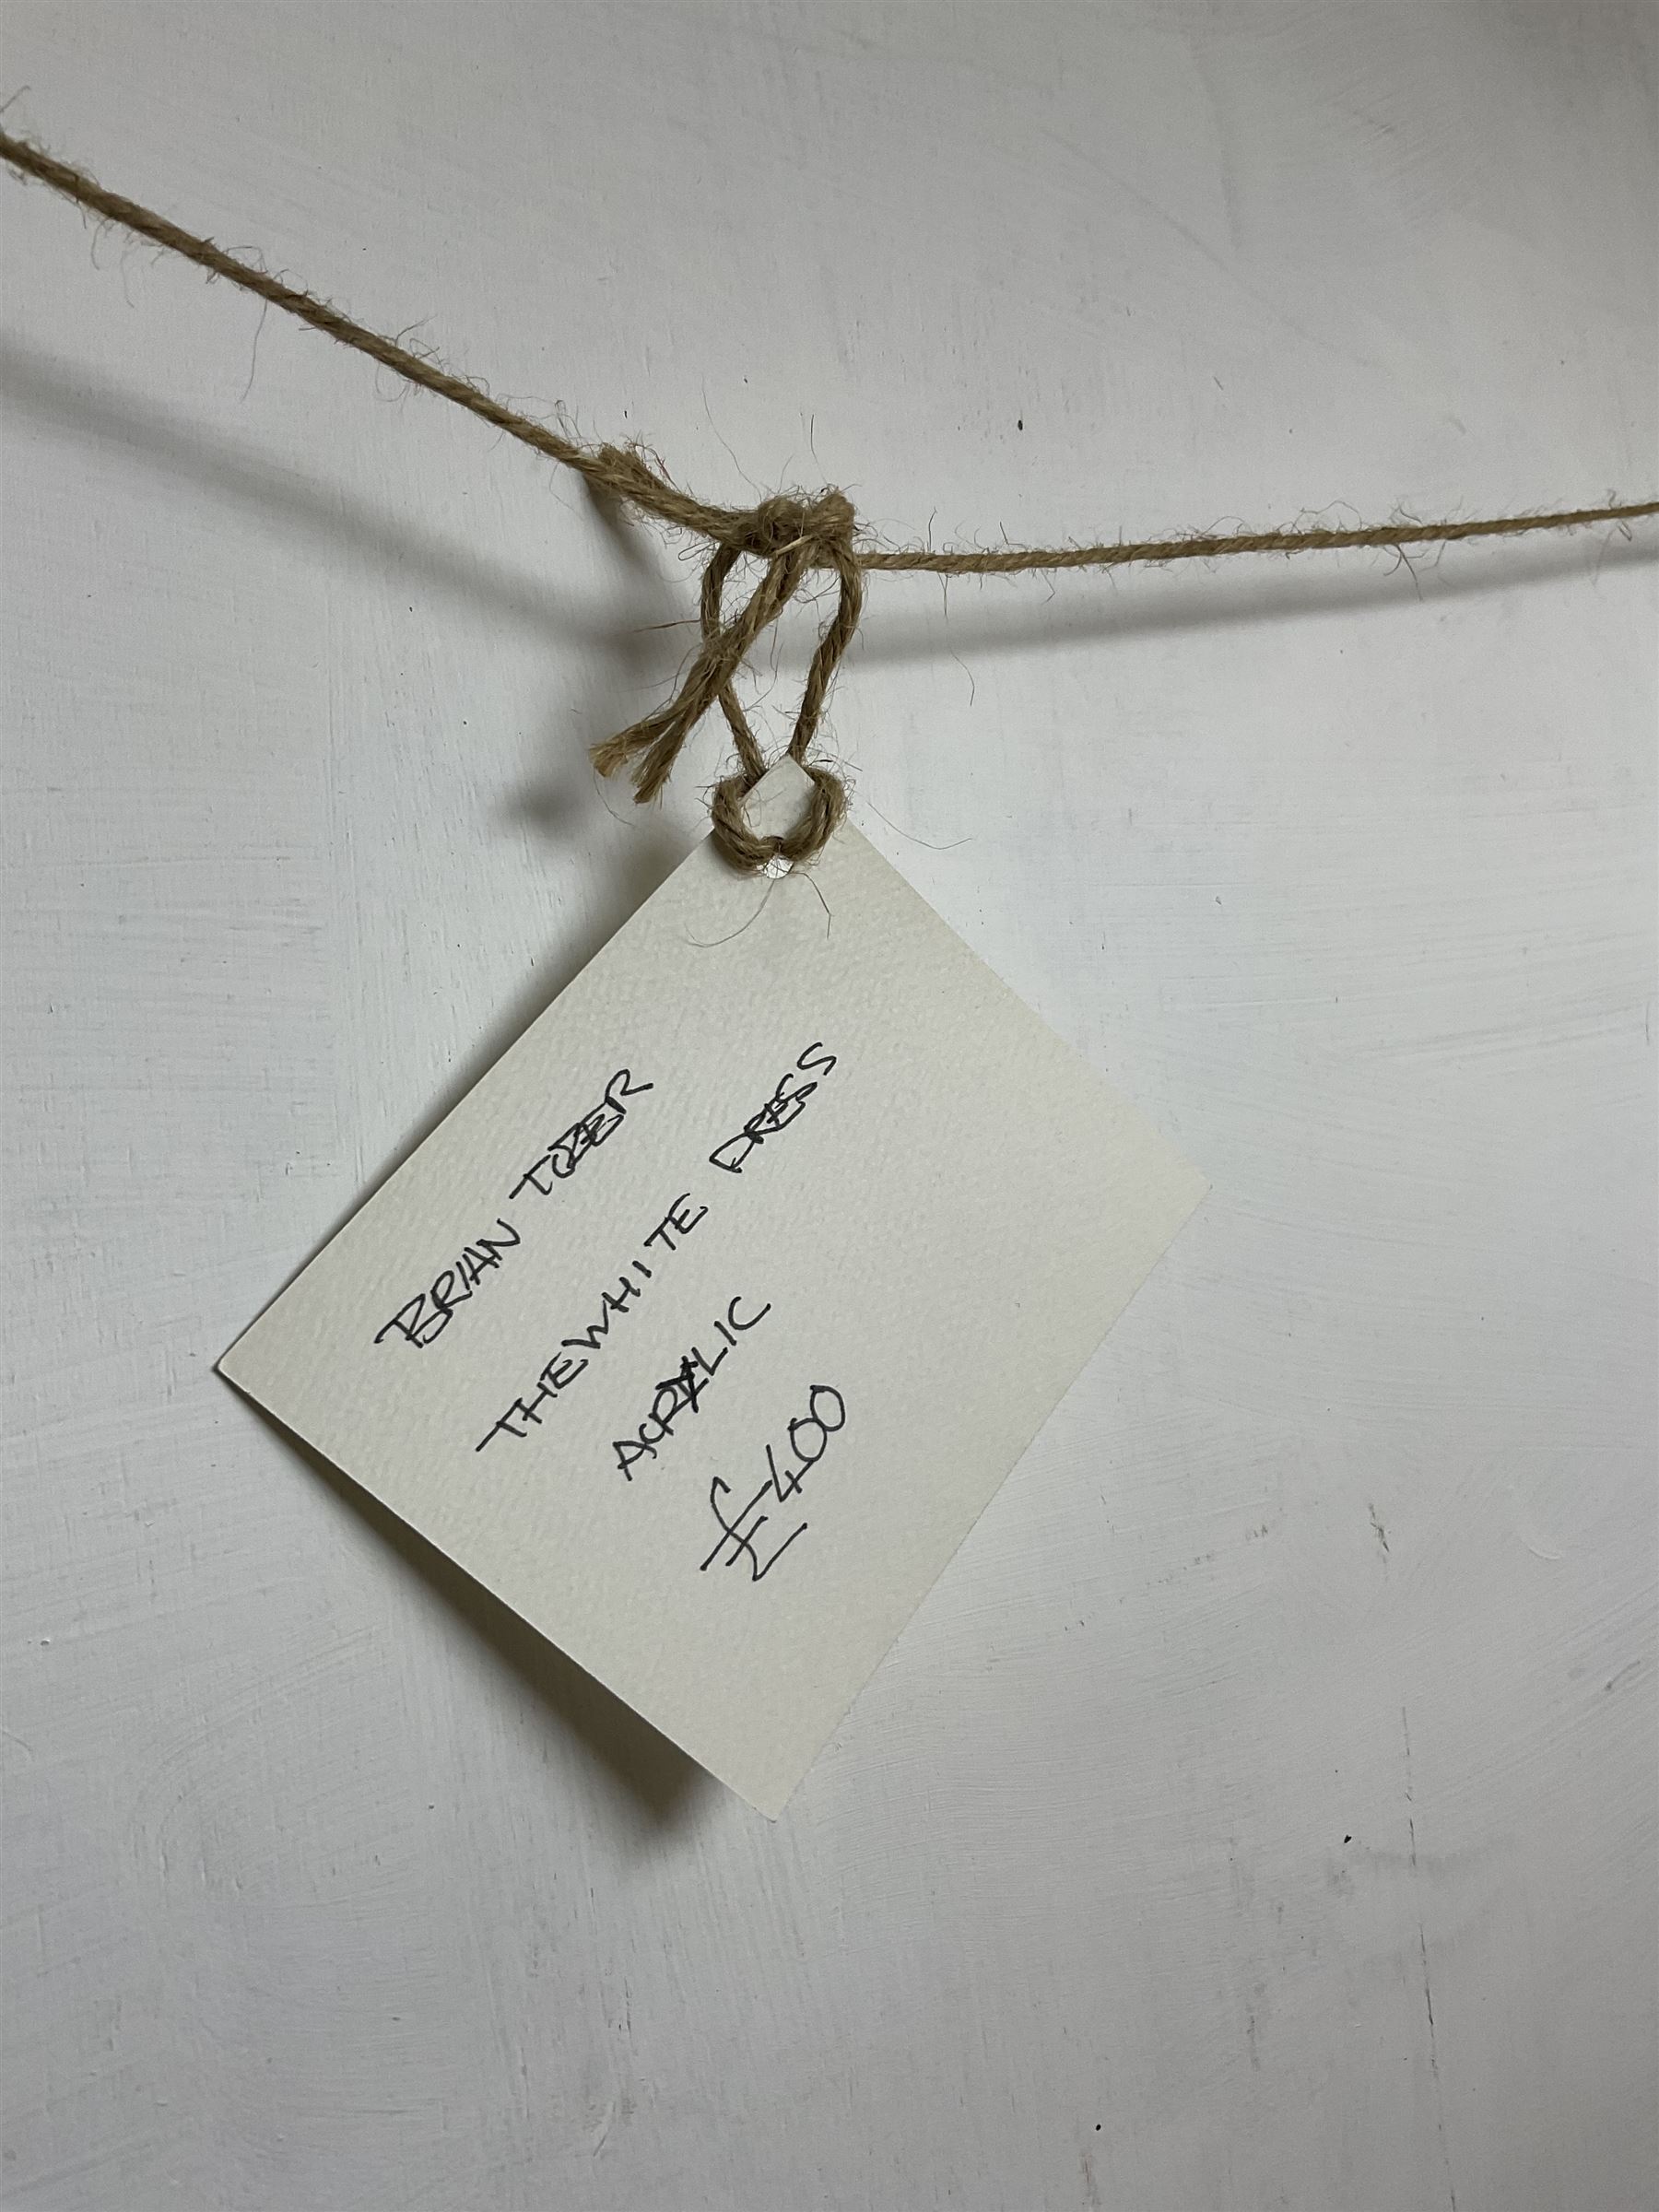 BRIAN TOZER
THE WHITE DRESS
ACRYLIC
£400